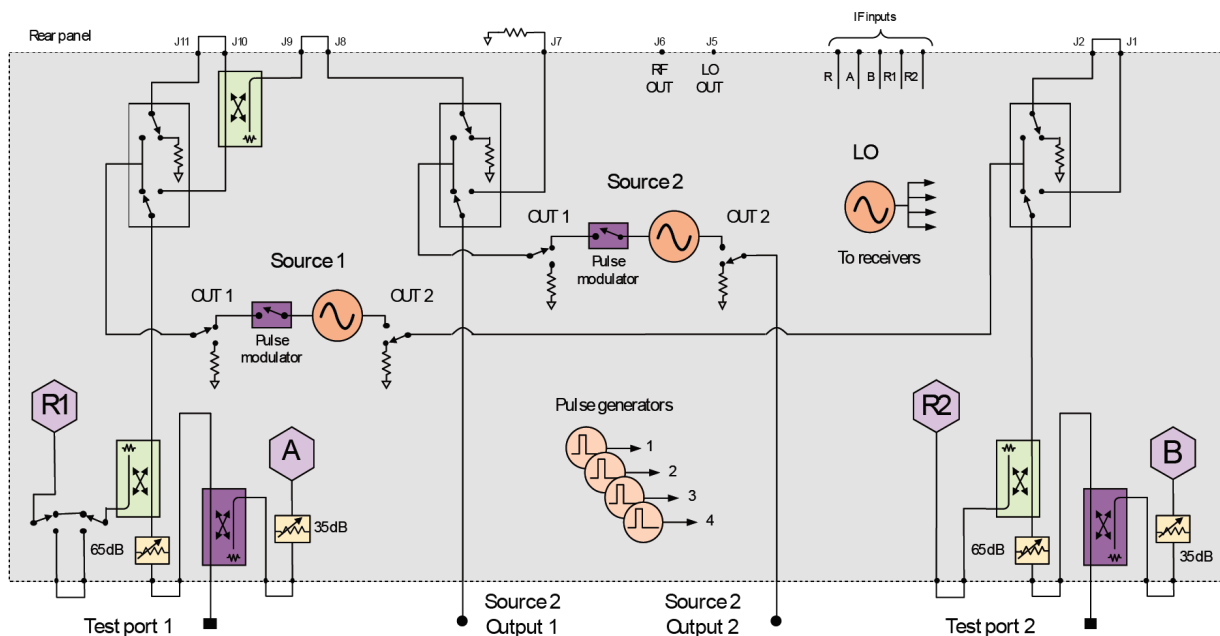 IF inputs
Rear panel
J11
J10
J9
J8
J7
J6
J5
J2
J1
RF
OUT
LO
OUT
R
A
B
R1
R2
LO
To receivers
Source 2
OUT 1
OUT 2
Pulse
modulator
Source 1
OUT 1
OUT 2
Pulse
modulator
R1
A
35dB
65dB
Pulse generators
1
2
3
4
R2
B
65dB
35dB
Test port 1
Source 2
Output 1
Source 2
Output 2
Test port 2